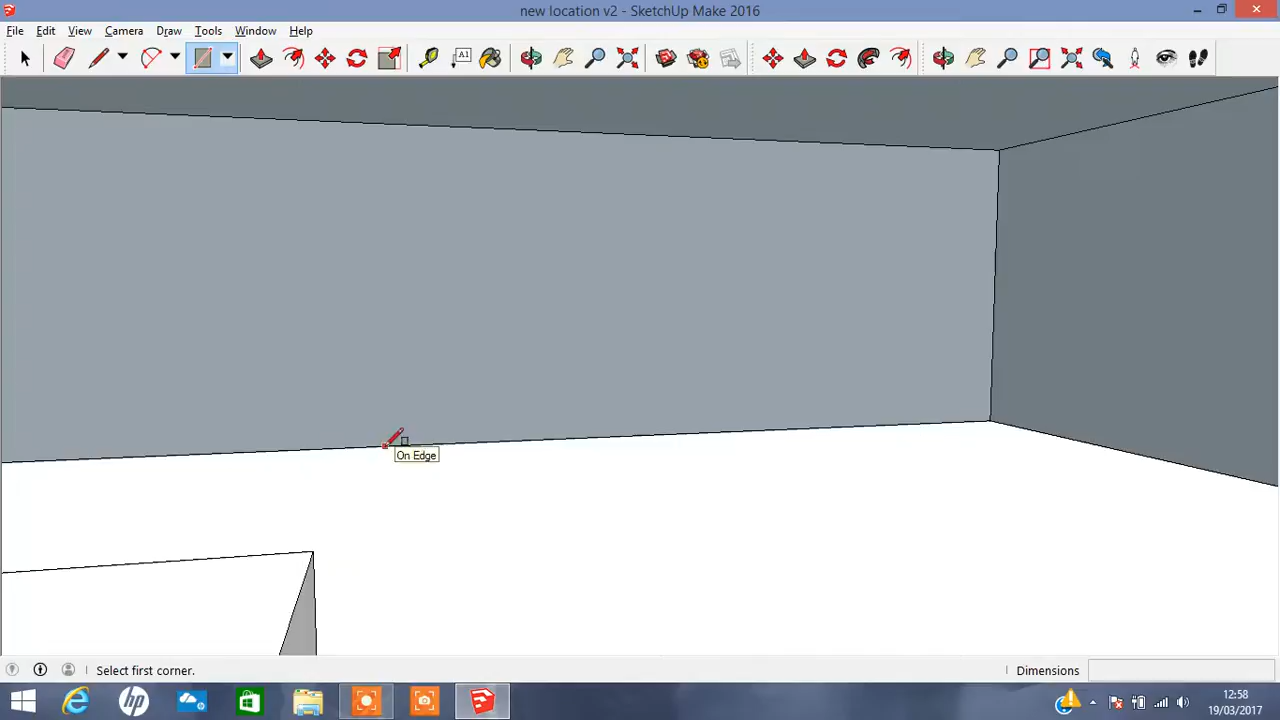 new location v2 - SketchUp Make 2016
File Edit View Camera Draw Tools Window Help
A1
On Edge
Select first corner.
Dimensions
12:58
19/03/2017